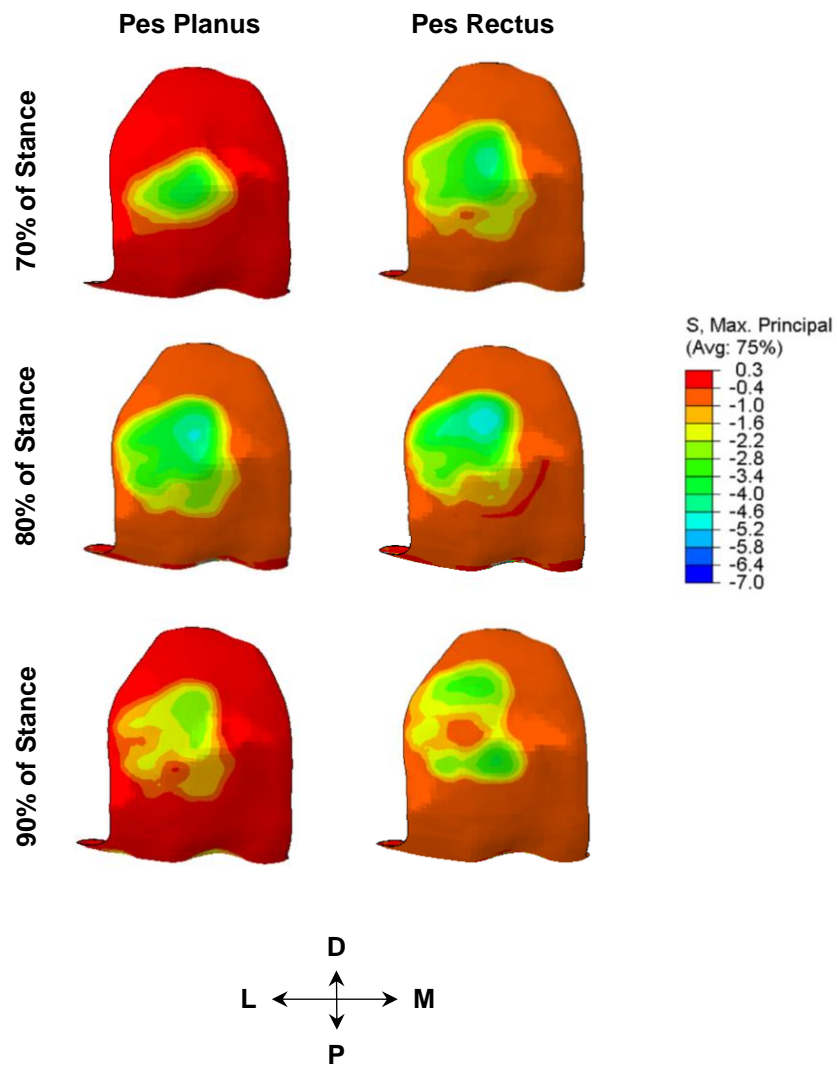 Pes Planus Pes Rectus
70% of Stance
80% of Stance
S, Max. Principal
(Avg: 75%)
0.3
-0.4
-1.0
-1.6
-2.2
-2.8
-3.4
-4.0
-4.6
-5.2
-5.8
-6.4
-7.0
90% of Stance
D
L M
P